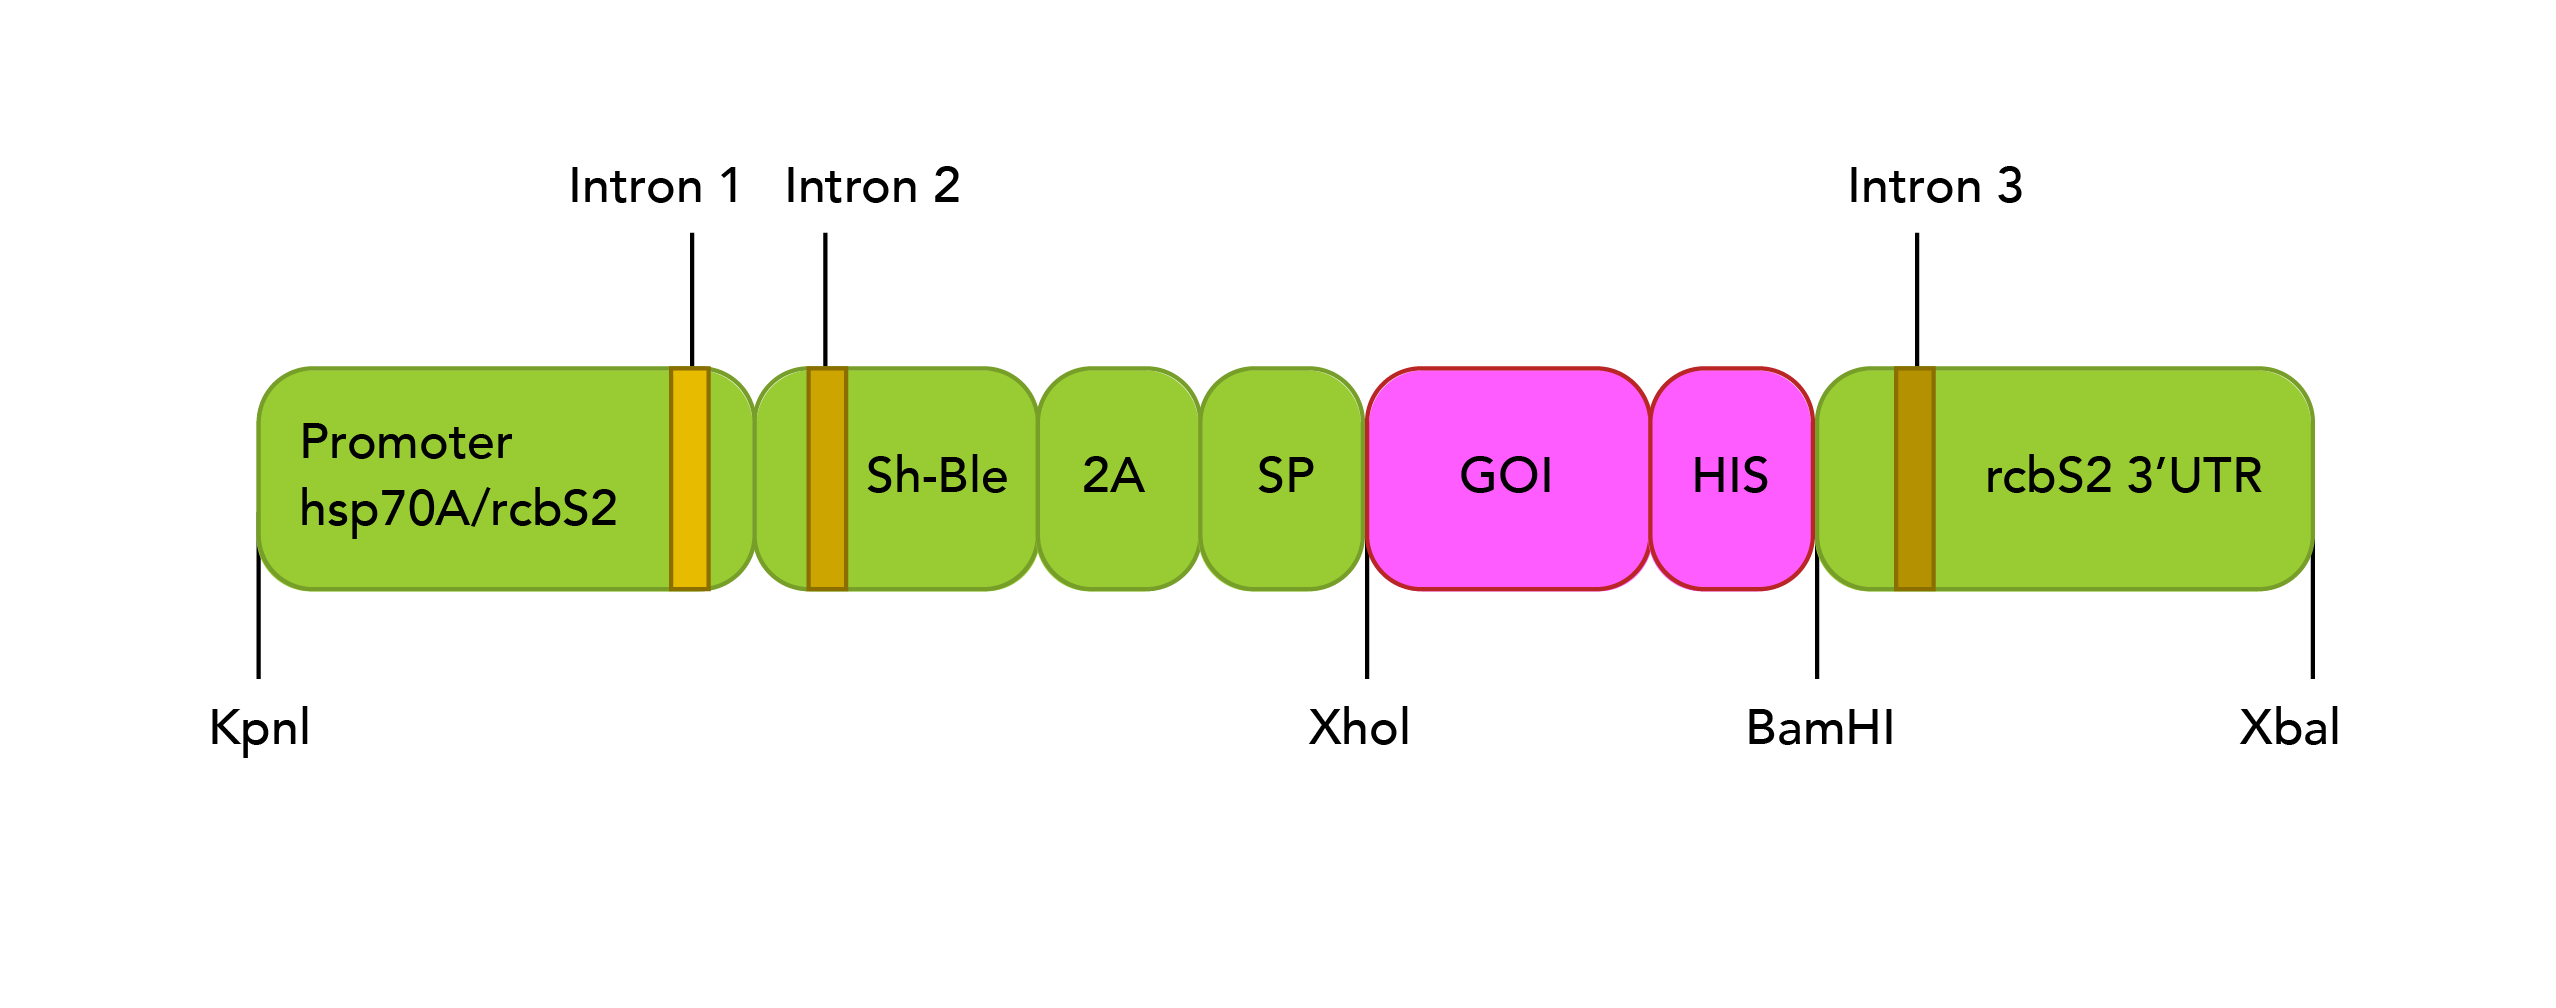 Intron 1
Intron 2
Intron 3
Promoter
hsp70A/rcbS2
Sh-Ble
2A
SP
GOI
HIS
rcbS2 3’UTR
KpnI
XhoI
BamHI
XbaI